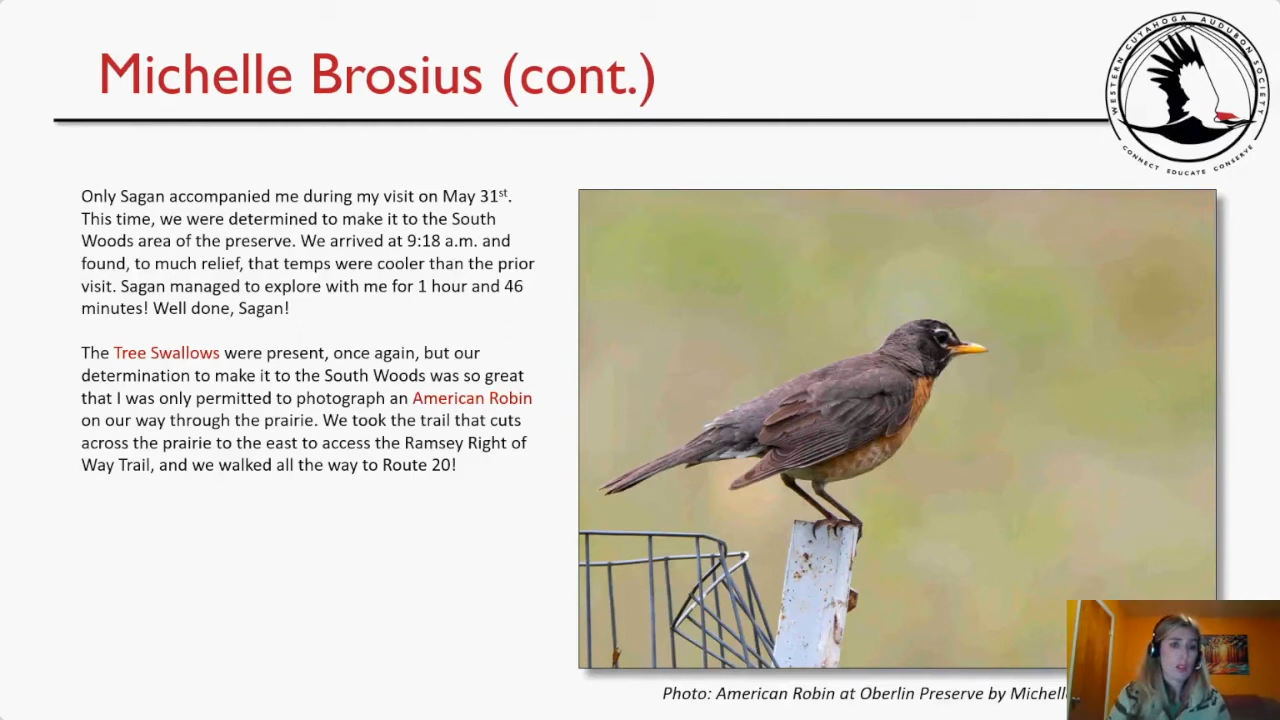 Michelle Brosius (cont.)
WESTERN CUYAHOGA AUDUBON SOCIETY
CONNECT EDUCATE CONSERVE
Only Sagan accompanied me during my visit on May 31st.
This time, we were determined to make it to the South
Woods area of the preserve. We arrived at 9:18 a.m. and
found, to much relief, that temps were cooler than the prior
visit. Sagan managed to explore with me for 1 hour and 46
minutes! Well done, Sagan!
The Tree Swallows were present, once again, but our
determination to make it to the South Woods was so great
that I was only permitted to photograph an American Robin
on our way through the prairie. We took the trail that cuts
across the prairie to the east to access the Ramsey Right of
Way Trail, and we walked all the way to Route 20!
Photo: American Robin at Oberlin Preserve by